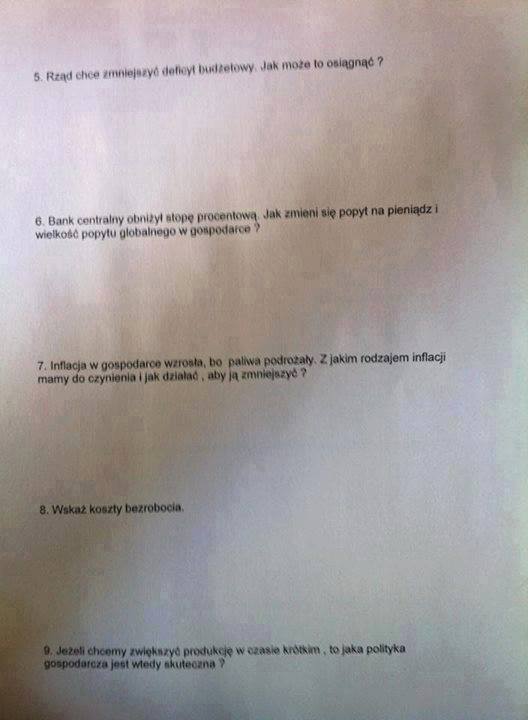 5. Rząd chce zmniejszyć deficyt budżetowy. Jak może to osiągnąć ?
6. Bank centralny obniżył stopę procentową. Jak zmieni się popyt na pieniądz i
wielkość popytu globalnego w gospodarce ?
7. Inflacja w gospodarce wzrosła, bo paliwa podrożały. Z jakim rodzajem inflacji
mamy do czynienia i jak działać , aby ją zmniejszyć ?
8. Wskaż koszty bezrobocia.
9. Jeżeli chcemy zwiększyć produkcję w czasie krótkim , to jaka polityka
gospodarcza jest wtedy skuteczna ?